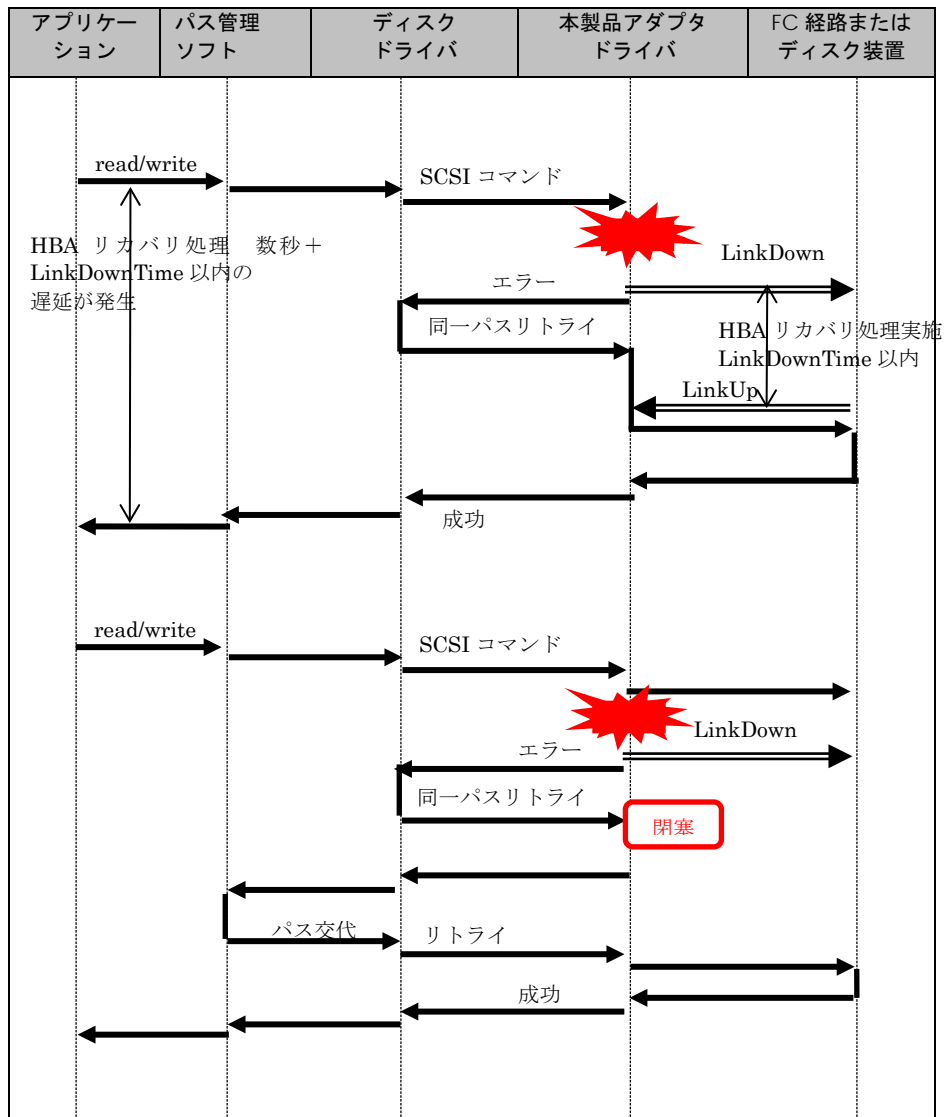 アプリケー
ション
パス管理
ソフト
ディスク
ドライバ
本製品アダプタ
ドライバ
FC 経路または
ディスク装置
read/write
SCSI コマンド
HBA リカバリ処理 数秒+
LinkDownTime 以内の
遅延が発生
LinkDown
エラー
同一パスリトライ
HBA リカバリ処理実施
LinkDownTime 以内
LinkUp
成功
read/write
SCSI コマンド
LinkDown
エラー
同一パスリトライ
閉塞
パス交代
リトライ
成功